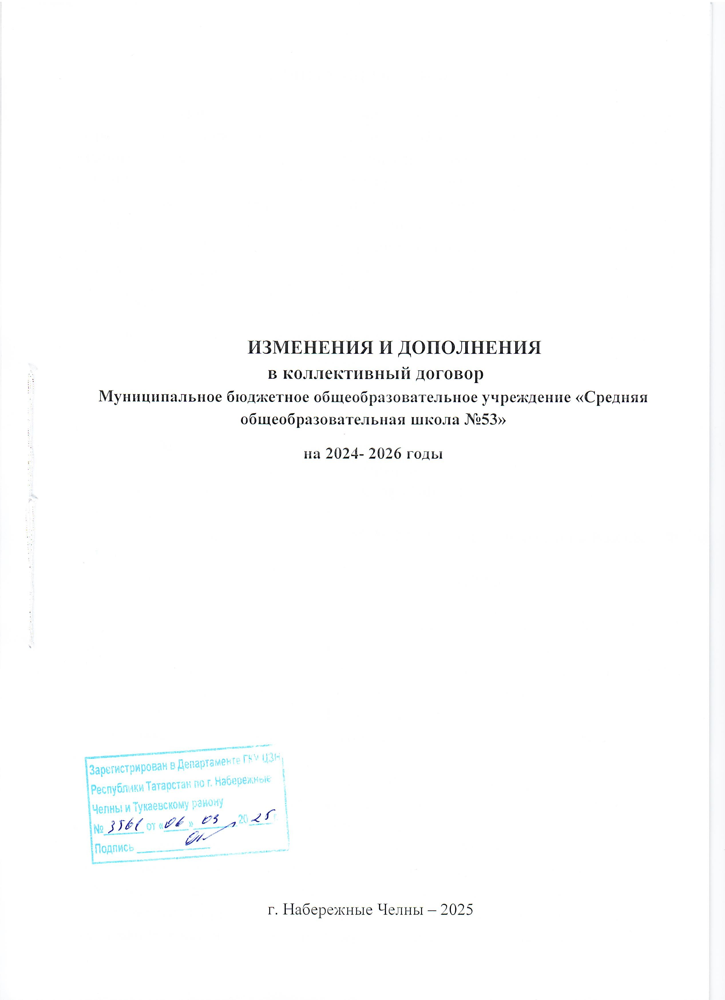 ИЗМЕНЕНИЯ И ДОПОЛНЕНИЯ
в коллективный договор
Муниципальное бюджетное общеобразовательное учреждение «Средняя
общеобразовательная школа №53»
на 2024- 2026 годы
Зарегистрирован в Департаменте ГКУ ЦЗН
Республики Татарстан по г. Набережные
Челны и Тукаевскому району
№ 3561 от «06» 03 2025 г.
Подпись
г. Набережные Челны – 2025